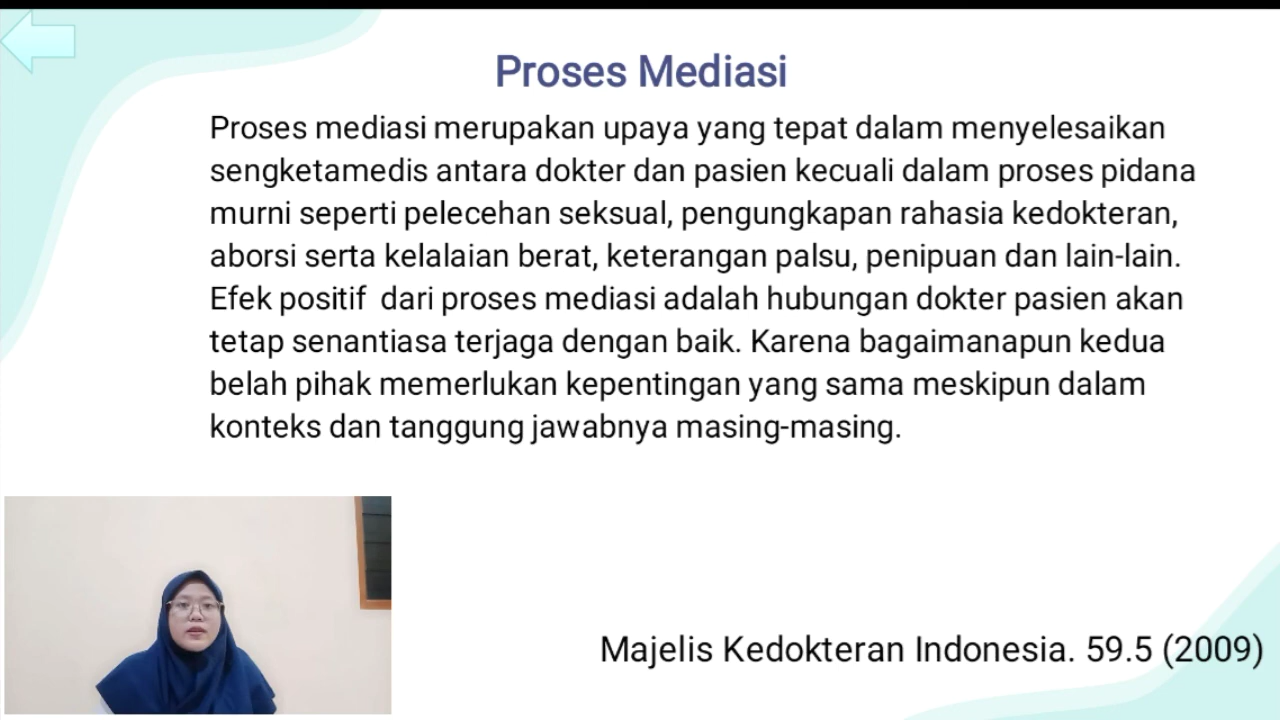 Proses Mediasi
Proses mediasi merupakan upaya yang tepat dalam menyelesaikan
sengketamedis antara dokter dan pasien kecuali dalam proses pidana
murni seperti pelecehan seksual, pengungkapan rahasia kedokteran,
aborsi serta kelalaian berat, keterangan palsu, penipuan dan lain-lain.
Efek positif  dari proses mediasi adalah hubungan dokter pasien akan
tetap senantiasa terjaga dengan baik. Karena bagaimanapun kedua
belah pihak memerlukan kepentingan yang sama meskipun dalam
konteks dan tanggung jawabnya masing-masing.
Majelis Kedokteran Indonesia. 59.5 (2009)